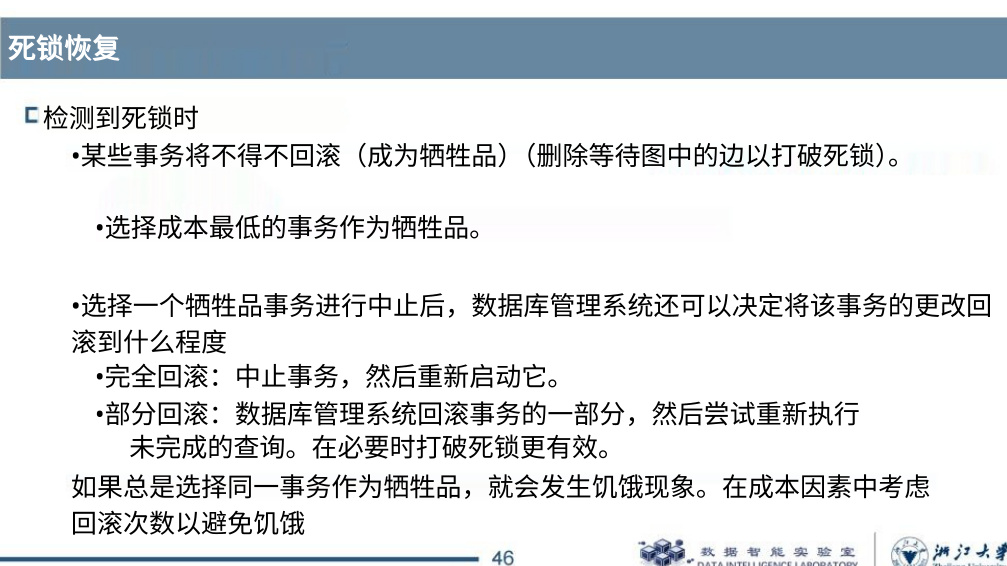 死锁恢复
检测到死锁时
•某些事务将不得不回滚（成为牺牲品）（删除等待图中的边以打破死锁）。
•选择成本最低的事务作为牺牲品。
•选择一个牺牲品事务进行中止后，数据库管理系统还可以决定将该事务的更改回
滚到什么程度
•完全回滚：中止事务，然后重新启动它。
•部分回滚：数据库管理系统回滚事务的一部分，然后尝试重新执行
未完成的查询。在必要时打破死锁更有效。
如果总是选择同一事务作为牺牲品，就会发生饥饿现象。在成本因素中考虑
回滚次数以避免饥饿
46
数据智能实验室
DATA INTELLIGENCE LABORATORY
浙江大学